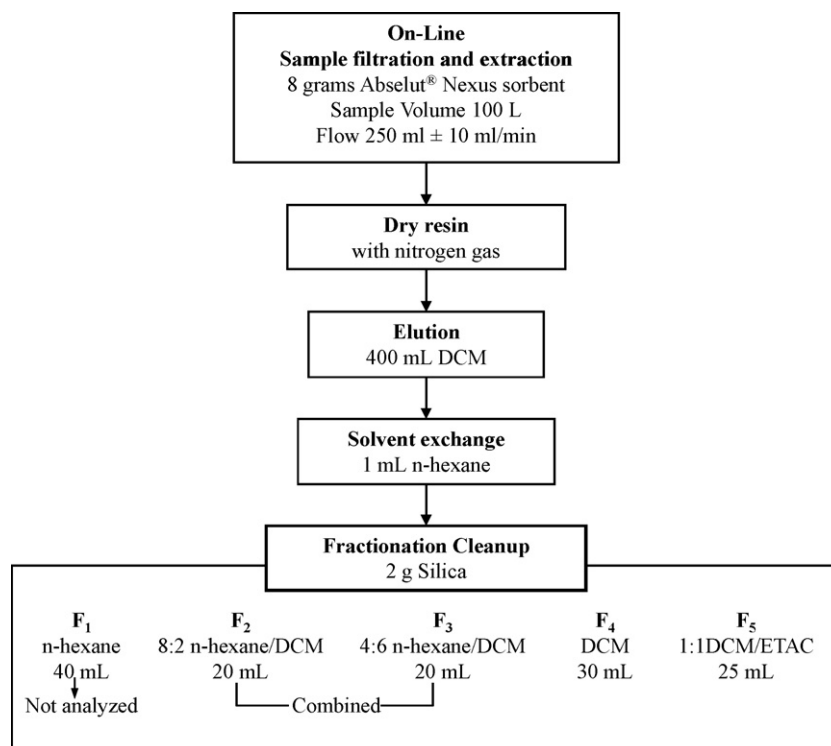 On-Line
Sample filtration and extraction
8 grams Abselut® Nexus sorbent
Sample Volume 100 L
Flow 250 ml ± 10 ml/min
Dry resin
with nitrogen gas
Elution
400 mL DCM
Solvent exchange
1 mL n-hexane
Fractionation Cleanup
2 g Silica
F₁ F₂ F₃ F₄ F₅
n-hexane 8:2 n-hexane/DCM 4:6 n-hexane/DCM DCM 1:1DCM/ETAC
40 mL 20 mL 20 mL 30 mL 25 mL
Not analyzed Combined